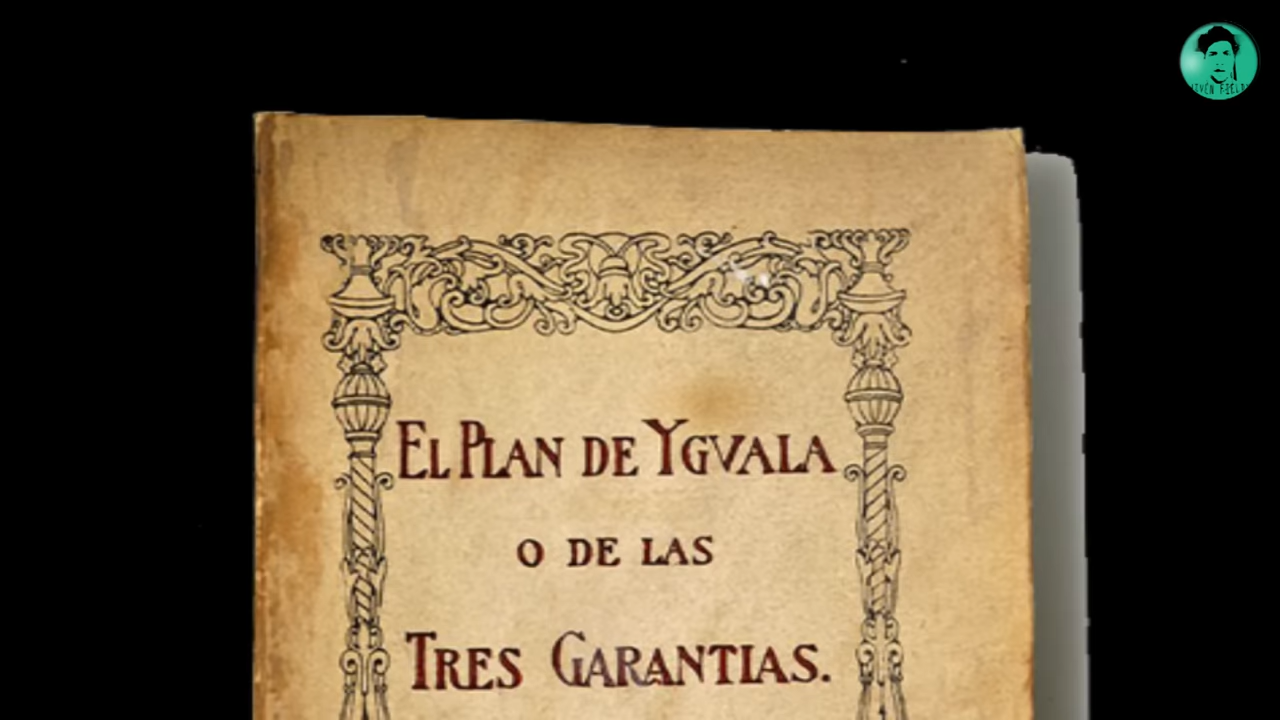 El Plan de Ygvala
o de las
Tres Garantias.